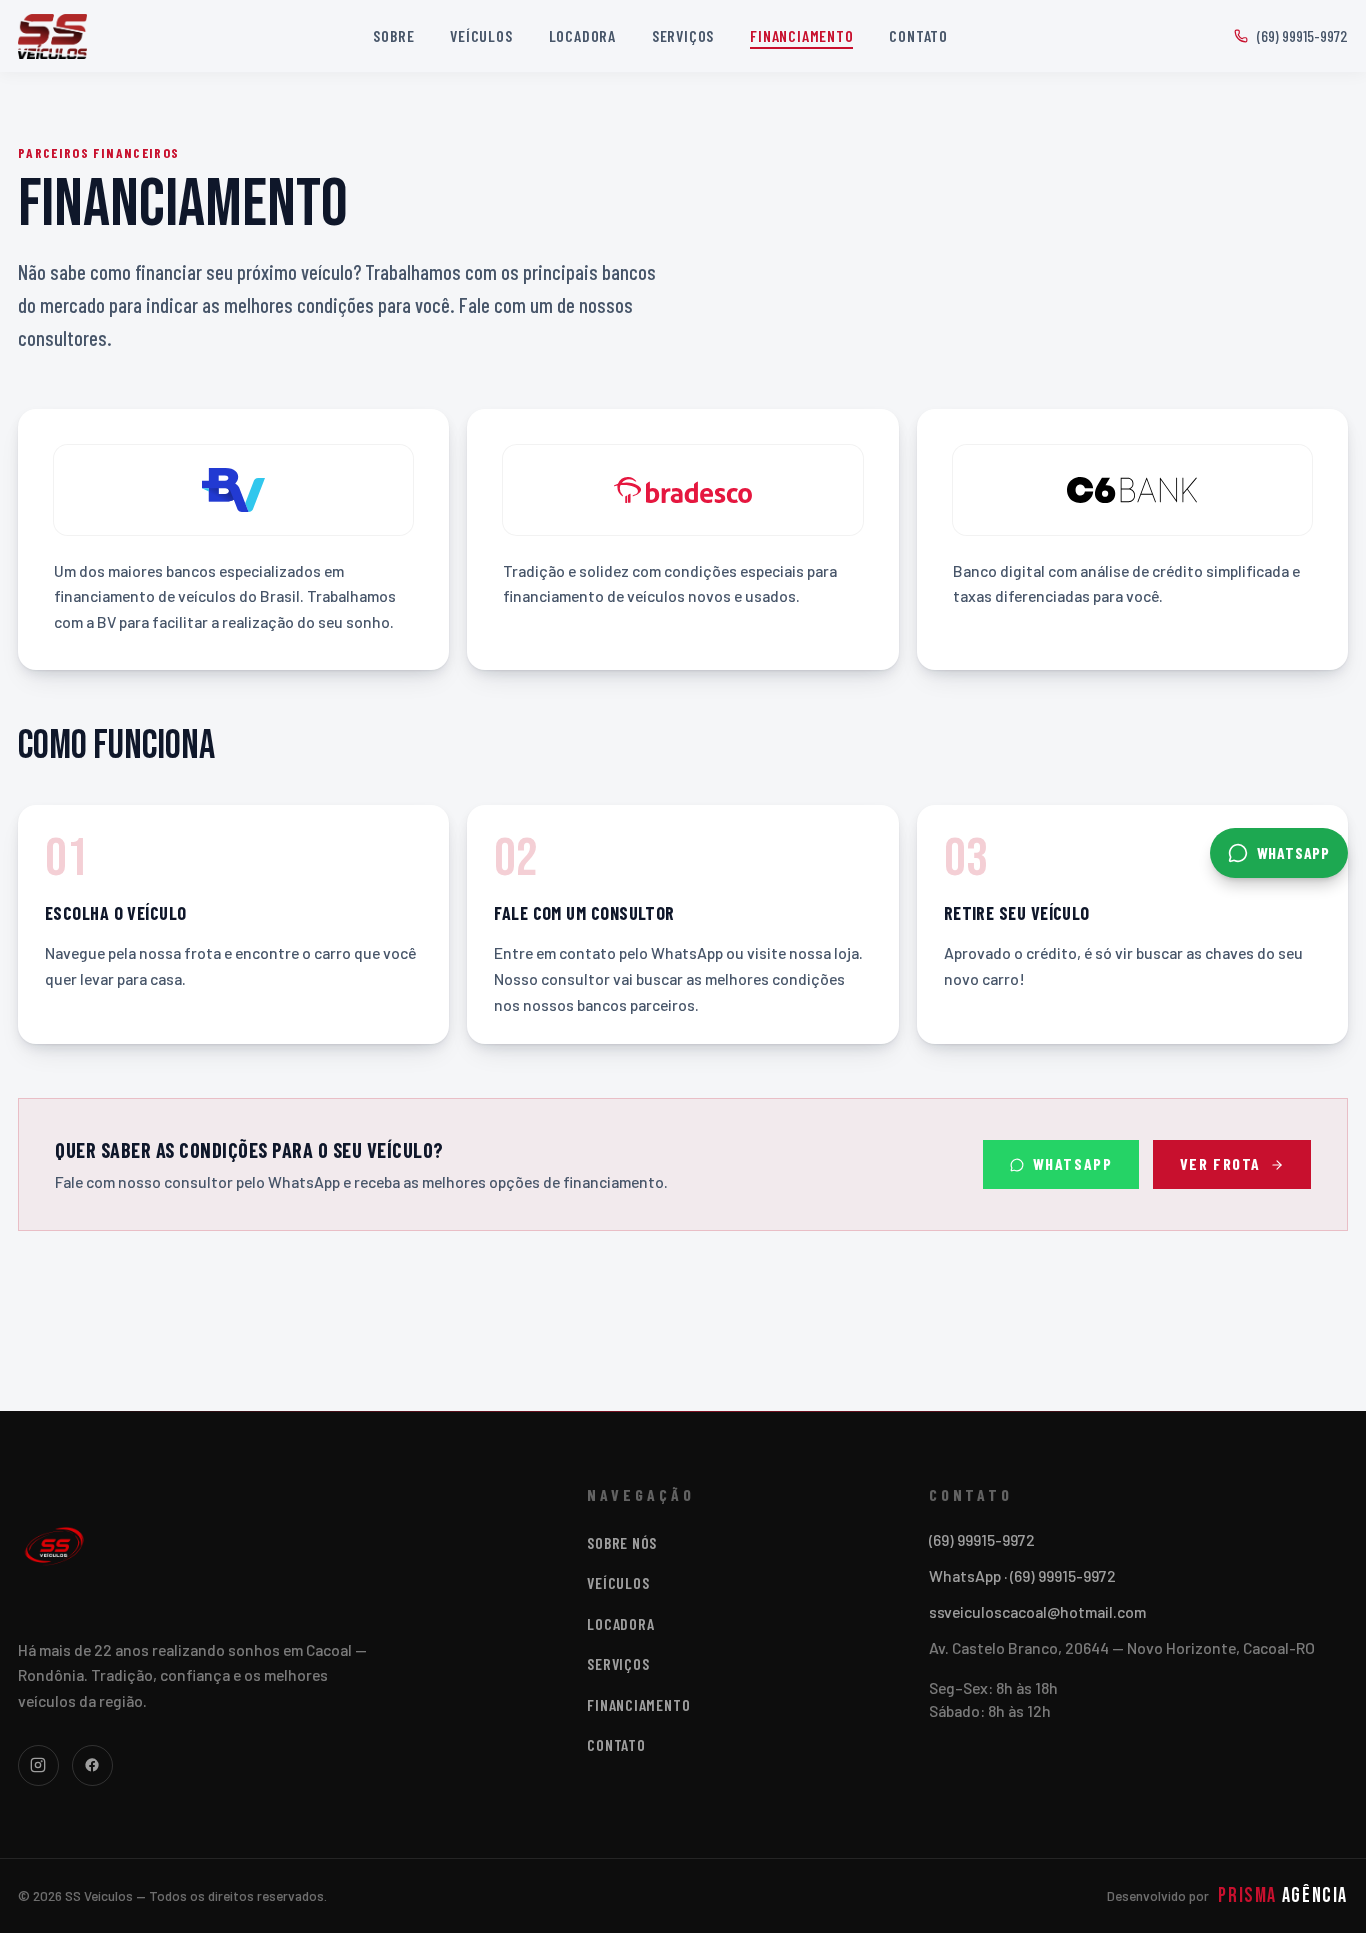 SS
VEÍCULOS
SOBRE
VEÍCULOS
LOCADORA
SERVIÇOS
FINANCIAMENTO
CONTATO
(69) 99915-9972
PARCEIROS FINANCEIROS
FINANCIAMENTO
Não sabe como financiar seu próximo veículo? Trabalhamos com os principais bancos
do mercado para indicar as melhores condições para você. Fale com um de nossos
consultores.
BV
bradesco
C6BANK
Um dos maiores bancos especializados em
financiamento de veículos do Brasil. Trabalhamos
com a BV para facilitar a realização do seu sonho.
Tradição e solidez com condições especiais para
financiamento de veículos novos e usados.
Banco digital com análise de crédito simplificada e
taxas diferenciadas para você.
COMO FUNCIONA
01
ESCOLHA O VEÍCULO
Navegue pela nossa frota e encontre o carro que você
quer levar para casa.
02
FALE COM UM CONSULTOR
Entre em contato pelo WhatsApp ou visite nossa loja.
Nosso consultor vai buscar as melhores condições
nos nossos bancos parceiros.
03
RETIRE SEU VEÍCULO
Aprovado o crédito, é só vir buscar as chaves do seu
novo carro!
WHATSAPP
QUER SABER AS CONDIÇÕES PARA O SEU VEÍCULO?
Fale com nosso consultor pelo WhatsApp e receba as melhores opções de financiamento.
WHATSAPP
VER FROTA
SS
VEÍCULOS
Há mais de 22 anos realizando sonhos em Cacoal —
Rondônia. Tradição, confiança e os melhores
veículos da região.
NAVEGAÇÃO
SOBRE NÓS
VEÍCULOS
LOCADORA
SERVIÇOS
FINANCIAMENTO
CONTATO
CONTATO
(69) 99915-9972
WhatsApp · (69) 99915-9972
ssveiculoscacoal@hotmail.com
Av. Castelo Branco, 20644 — Novo Horizonte, Cacoal-RO
Seg–Sex: 8h às 18h
Sábado: 8h às 12h
© 2026 SS Veículos — Todos os direitos reservados.
Desenvolvido por PRISMA AGÊNCIA